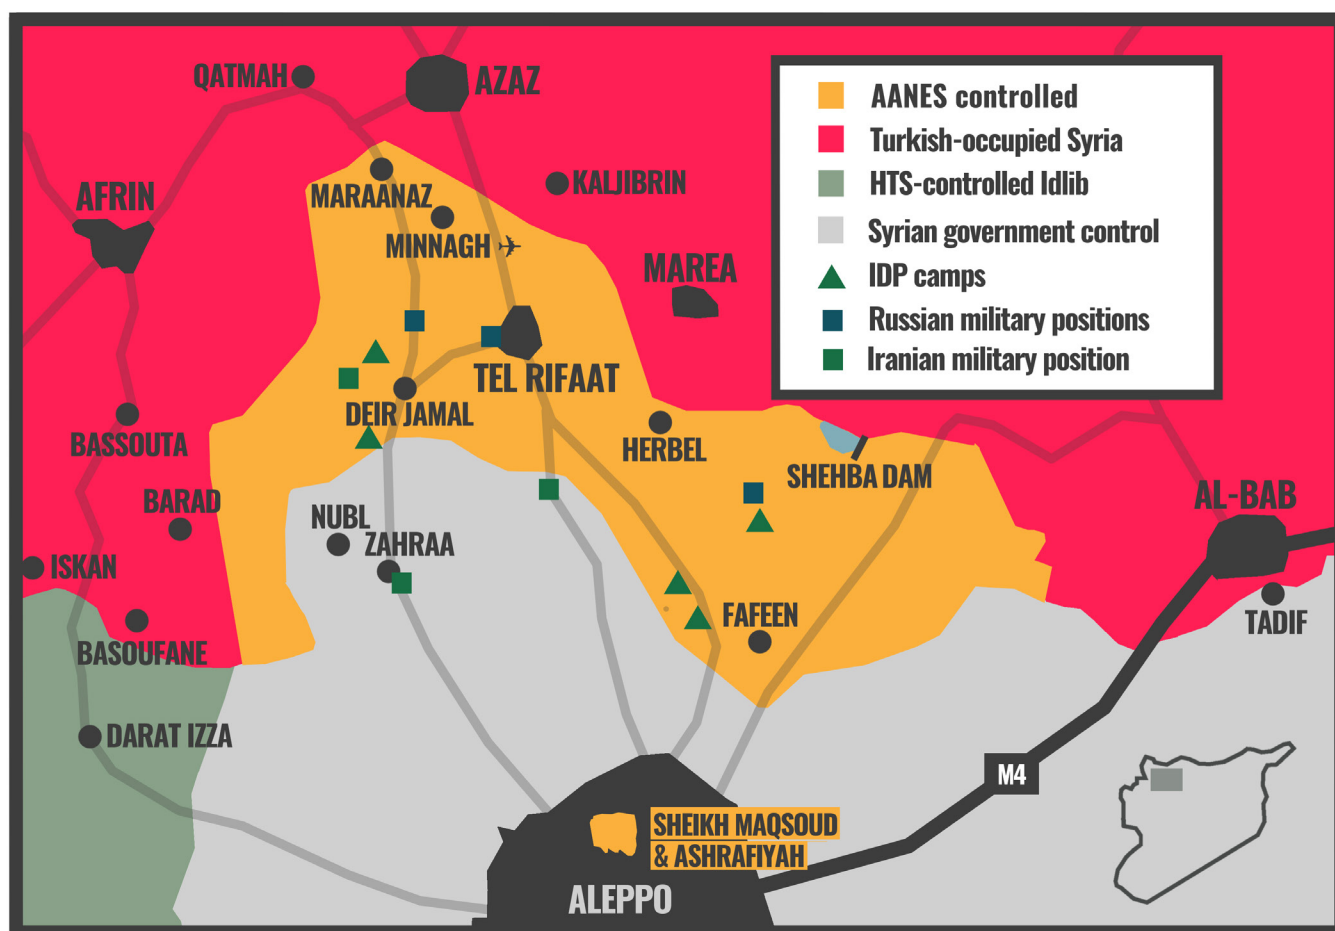 QATMAH
AZAZ
AANES controlled
Turkish-occupied Syria
HTS-controlled Idlib
Syrian government control
IDP camps
Russian military positions
Iranian military position
AFRIN
MARAANAZ
KALJIBRIN
MINNAGH
MAREA
TEL RIFAAT
DEIR JAMAL
BASSOUTA
HERBEL
SHEHBA DAM
BARAD
NUBL
ZAHRAA
AL-BAB
ISKAN
FAFEEN
TADIF
BASOUFANE
DARAT IZZA
M4
SHEIKH MAQSOUD
& ASHRAFIYAH
ALEPPO